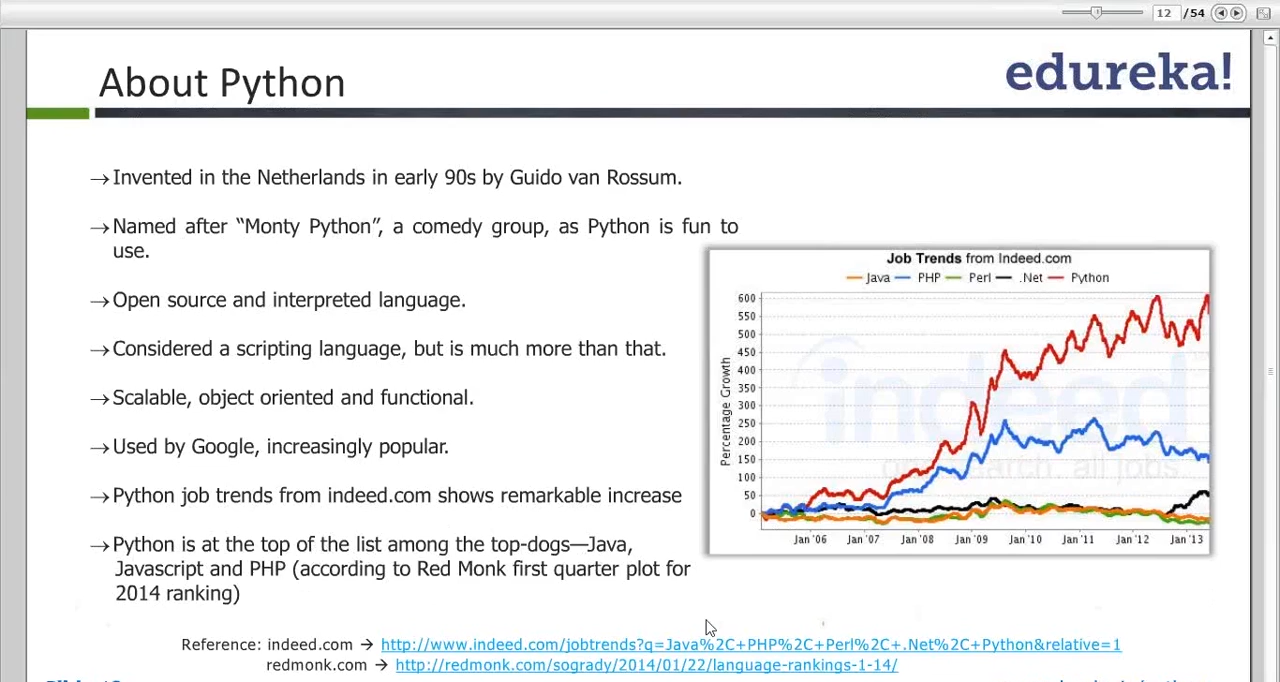 12 /54
About Python
edureka!
→Invented in the Netherlands in early 90s by Guido van Rossum.
→Named after “Monty Python”, a comedy group, as Python is fun to
use.
→Open source and interpreted language.
→Considered a scripting language, but is much more than that.
→Scalable, object oriented and functional.
→Used by Google, increasingly popular.
→Python job trends from indeed.com shows remarkable increase
→Python is at the top of the list among the top-dogs—Java,
Javascript and PHP (according to Red Monk first quarter plot for
2014 ranking)
Job Trends from Indeed.com
Java PHP Perl .Net Python
Percentage Growth
600
550
500
450
400
350
300
250
200
150
100
50
0
indeed
one search. all jobs
Jan '06 Jan '07 Jan '08 Jan '09 Jan '10 Jan '11 Jan '12 Jan '13
Reference: indeed.com → http://www.indeed.com/jobtrends?q=Java%2C+PHP%2C+Perl%2C+.Net%2C+Python&relative=1
redmonk.com → http://redmonk.com/sogrady/2014/01/22/language-rankings-1-14/